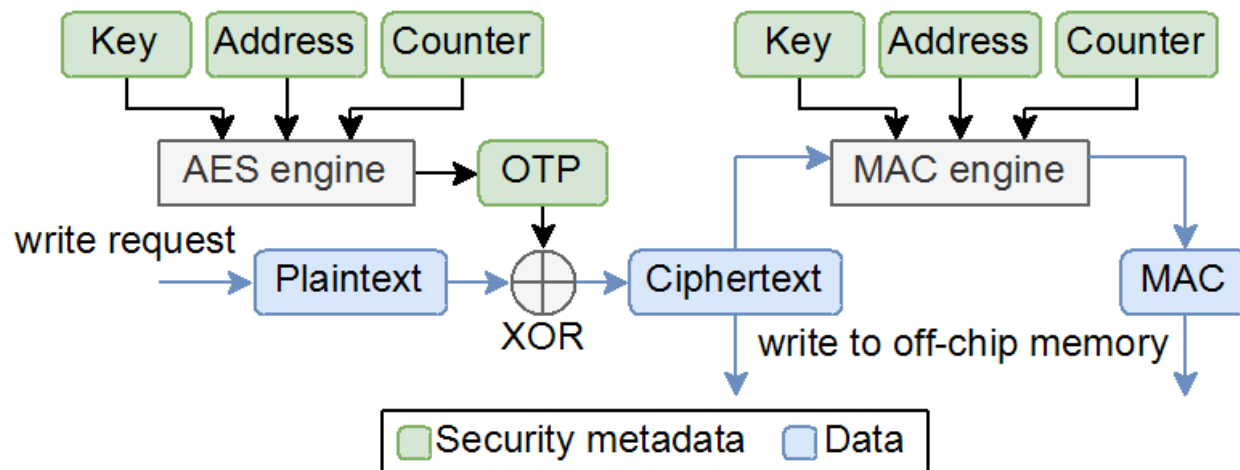 Key Address Counter Key Address Counter
AES engine OTP MAC engine
write request
Plaintext Ciphertext MAC
XOR
write to off-chip memory
Security metadata Data